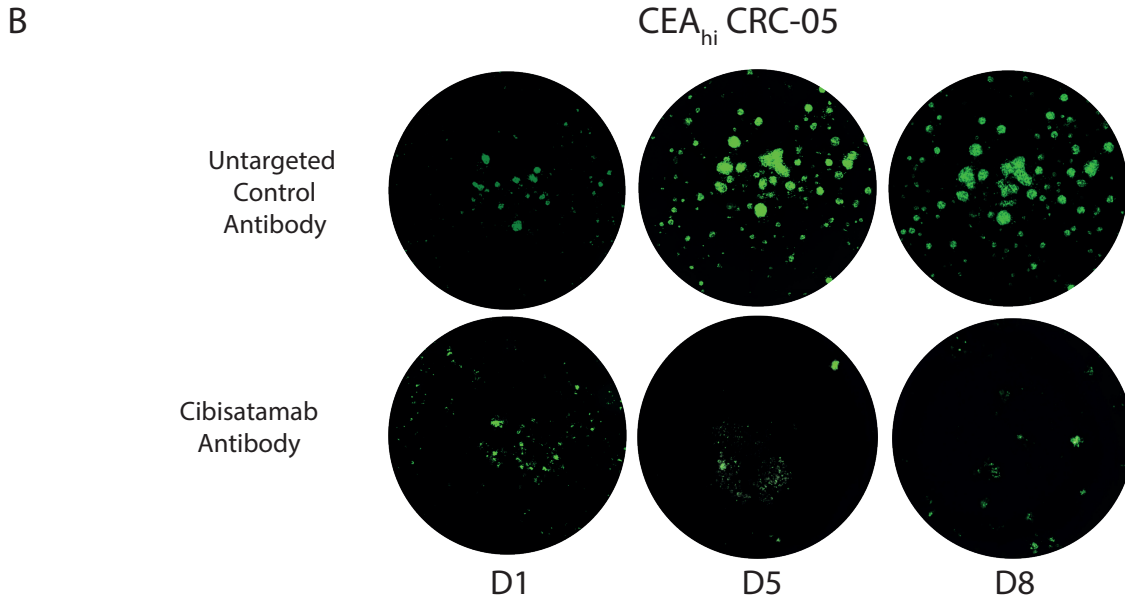 B
CEAhi CRC-05
Untargeted
Control
Antibody
Cibisatamab
Antibody
D1 D5 D8